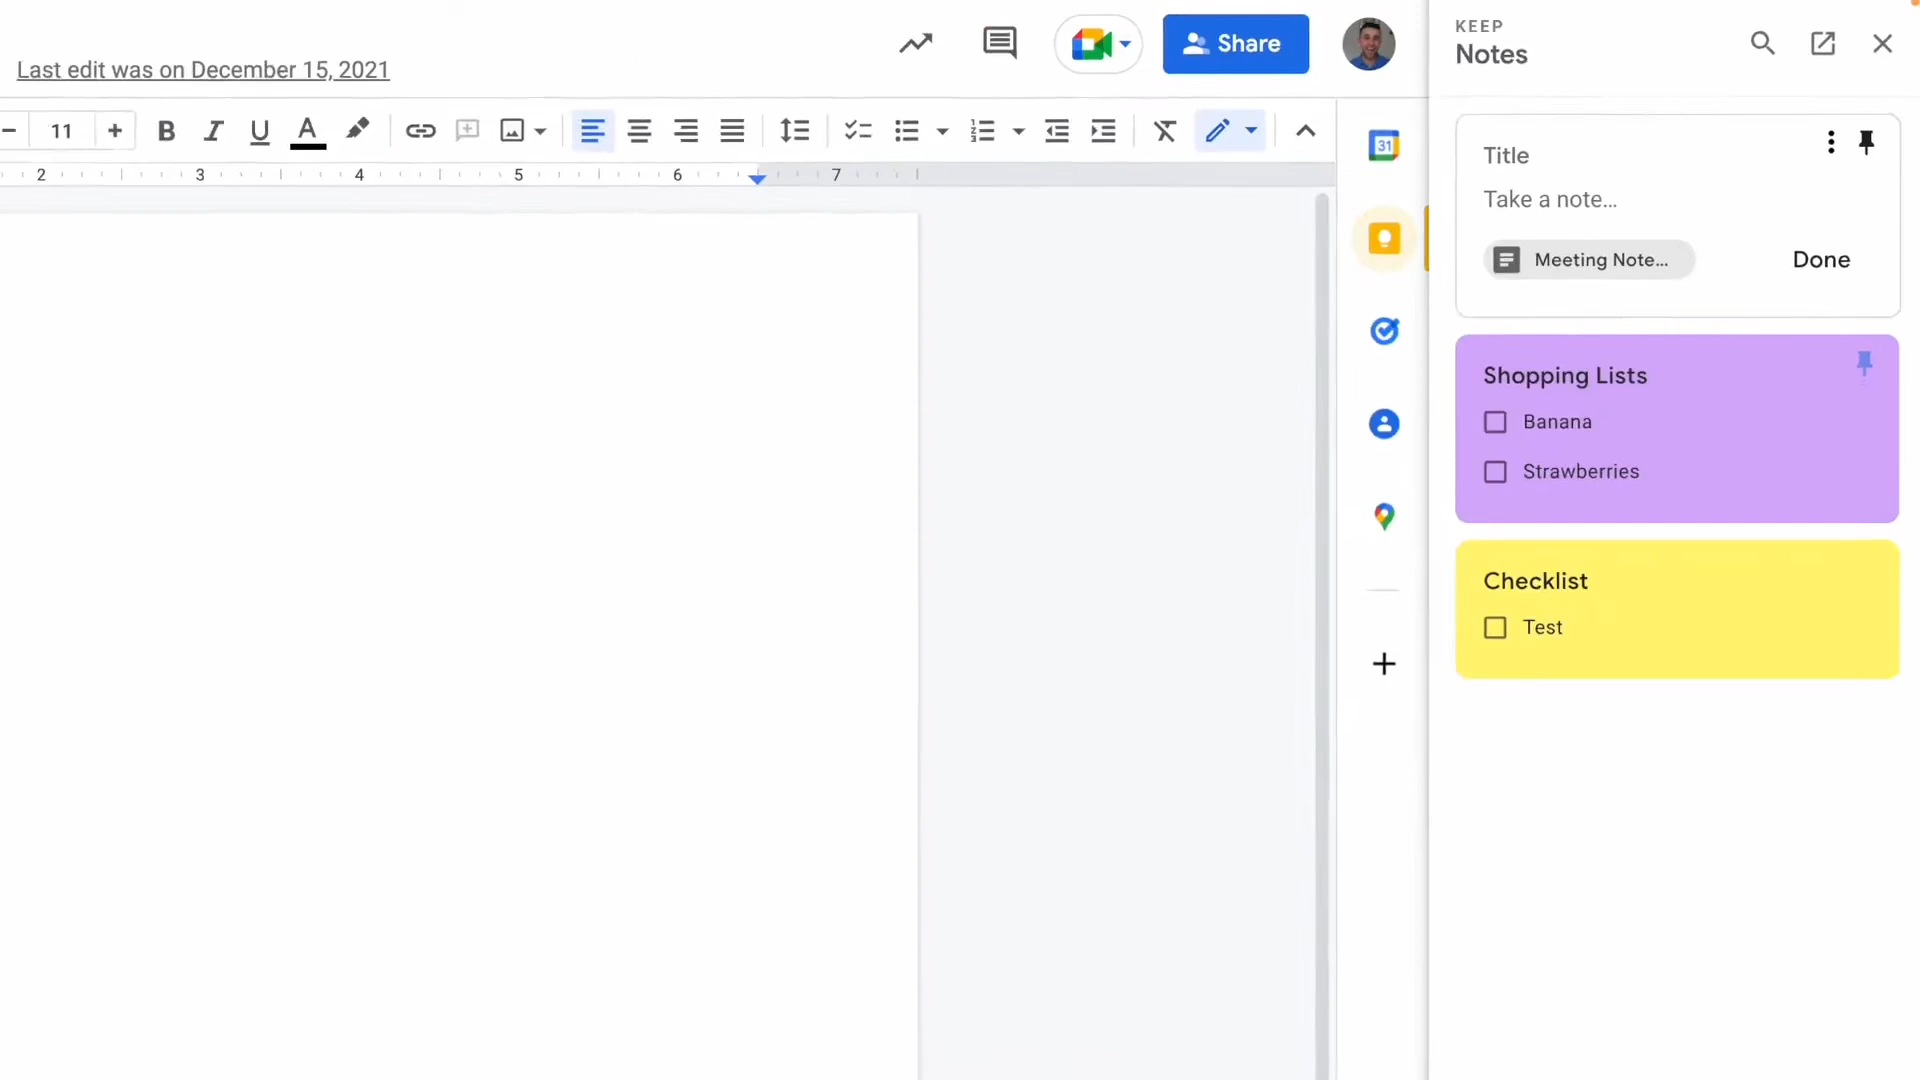 Last edit was on December 15, 2021
Share
11
B I U A
2 3 4 5 6 7
31
KEEP
Notes
Title
Take a note...
Meeting Note...
Done
Shopping Lists
Banana
Strawberries
Checklist
Test